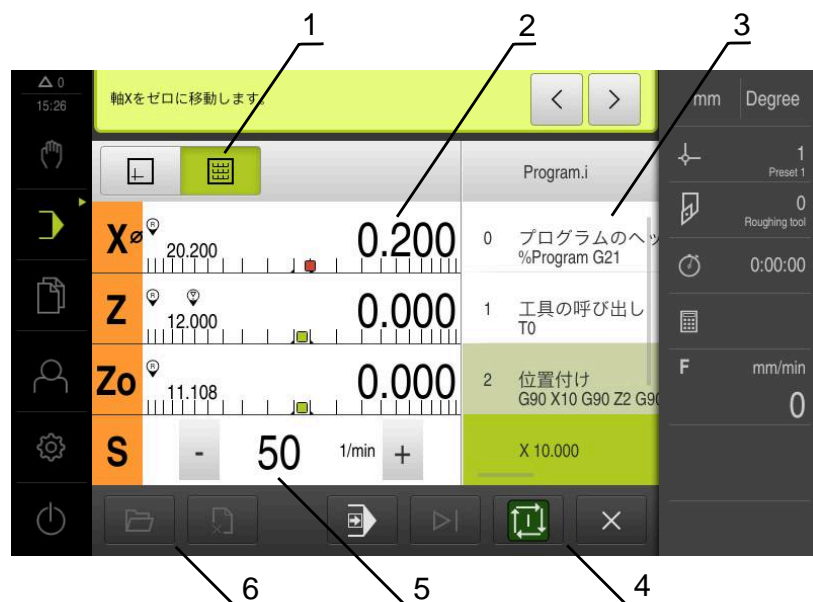 1
2
3
0
15:26
軸Xをゼロに移動します。
mm
Degree
Program.i
1
Preset 1
X⌀
R
20.200
0.200
0
プログラムのヘッ
%Program G21
0
Roughing tool
0:00:00
Z
R
12.000
0.000
1
工具の呼び出し
T0
Zo
R
11.108
0.000
2
位置付け
G90 X10 G90 Z2 G90
F
mm/min
0
S
-
50
1/min
+
X 10.000
6
5
4